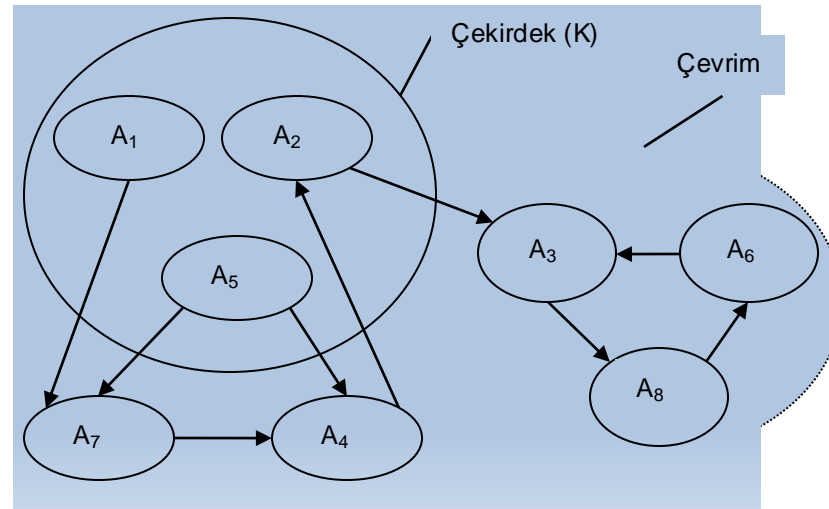 Çekirdek (K)
Çevrim
A₁
A₂
A₃
A₆
A₅
A₈
A₇
A₄